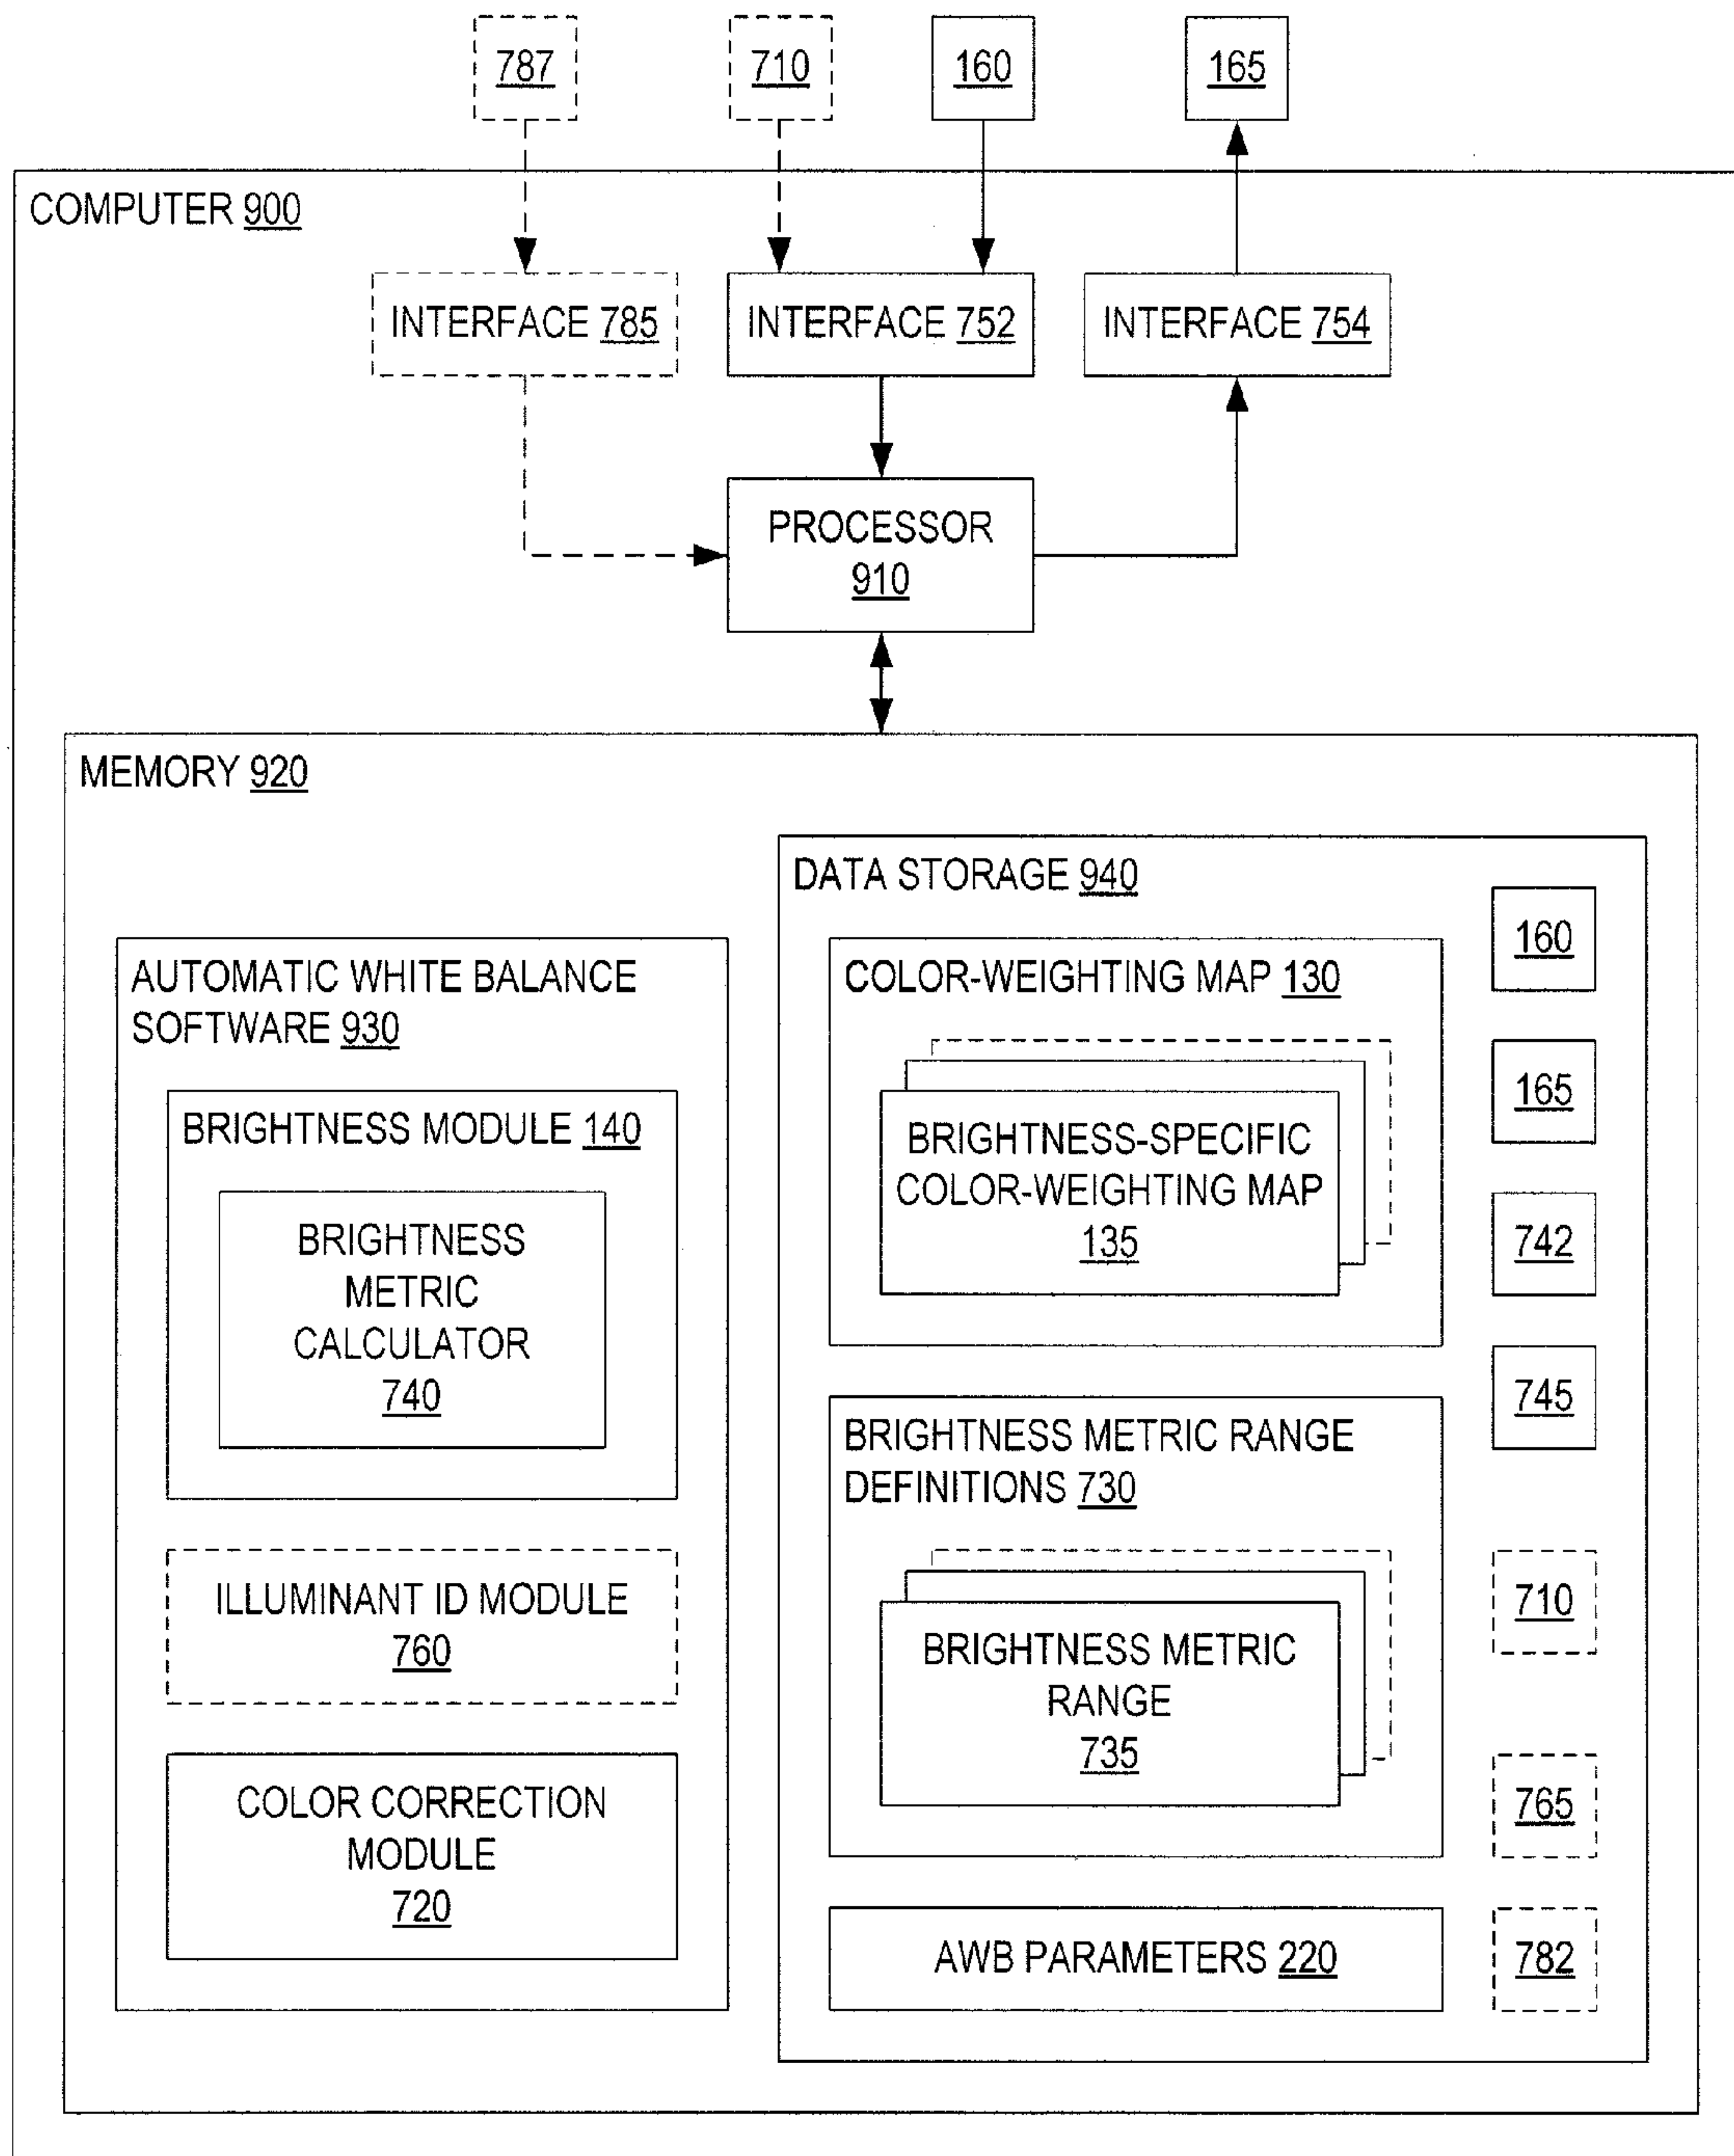 787
710
160
165
COMPUTER 900
INTERFACE 785
INTERFACE 752
INTERFACE 754
PROCESSOR
910
MEMORY 920
AUTOMATIC WHITE BALANCE
SOFTWARE 930
BRIGHTNESS MODULE 140
BRIGHTNESS
METRIC
CALCULATOR
740
ILLUMINANT ID MODULE
760
COLOR CORRECTION
MODULE
720
DATA STORAGE 940
COLOR-WEIGHTING MAP 130
BRIGHTNESS-SPECIFIC
COLOR-WEIGHTING MAP
135
BRIGHTNESS METRIC RANGE
DEFINITIONS 730
BRIGHTNESS METRIC
RANGE
735
AWB PARAMETERS 220
160
165
742
745
710
765
782